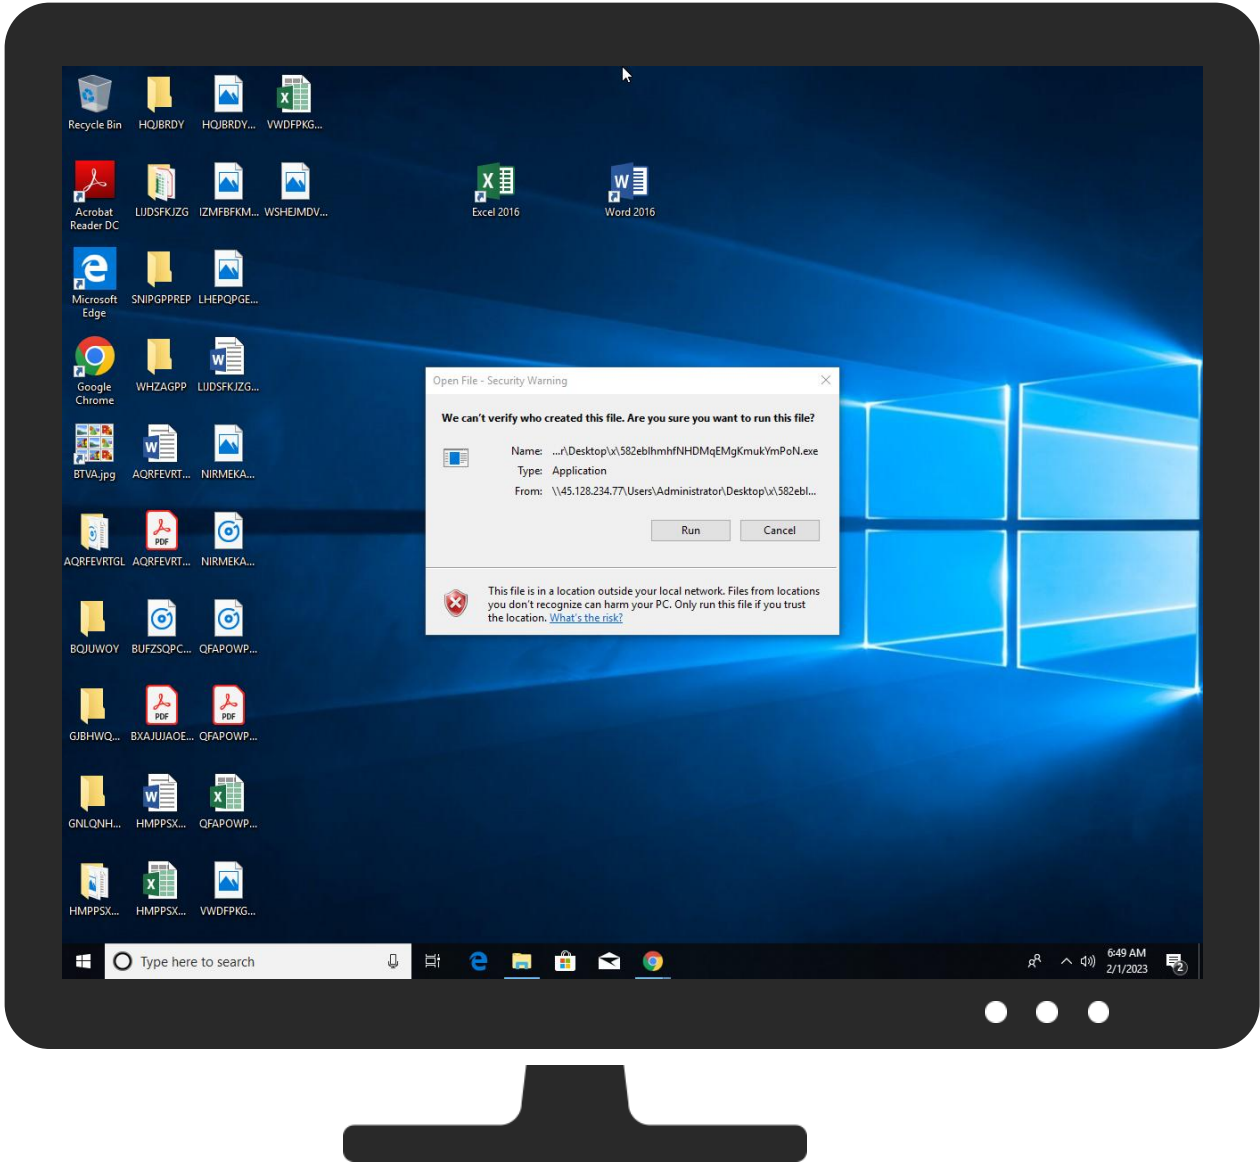 Recycle Bin
HQJBRDY
HQJBRDY...
VWDFPKG...
Acrobat
Reader DC
LIJDSFKJZG
IZMFBFKM...
WSHEJMDV...
Excel 2016
Word 2016
Microsoft
Edge
SNIPGPPREP
LHEPQPGE...
Google
Chrome
WHZAGPP
LIJDSFKJZG...
BTVA.jpg
AQRFEVRT...
NIRMEKA...
AQRFEVRTGL
AQRFEVRT...
NIRMEKA...
BQJUWOY
BUFZSQPC...
QFAPOWP...
GJBHWQ...
BXAJUJAOE...
QFAPOWP...
GNLQNH...
HMPPSX...
QFAPOWP...
HMPPSX...
HMPPSX...
VWDFPKG...
PDF
PDF
PDF
Open File - Security Warning
We can't verify who created this file. Are you sure you want to run this file?
Name: ...r\Desktop\x\582eblhmhfNHDMqEMgKmukYmPoN.exe
Type: Application
From: \\45.128.234.77\Users\Administrator\Desktop\x\582ebl...
Run
Cancel
This file is in a location outside your local network. Files from locations
you don't recognize can harm your PC. Only run this file if you trust
the location. What's the risk?
Type here to search
6:49 AM
2/1/2023
2